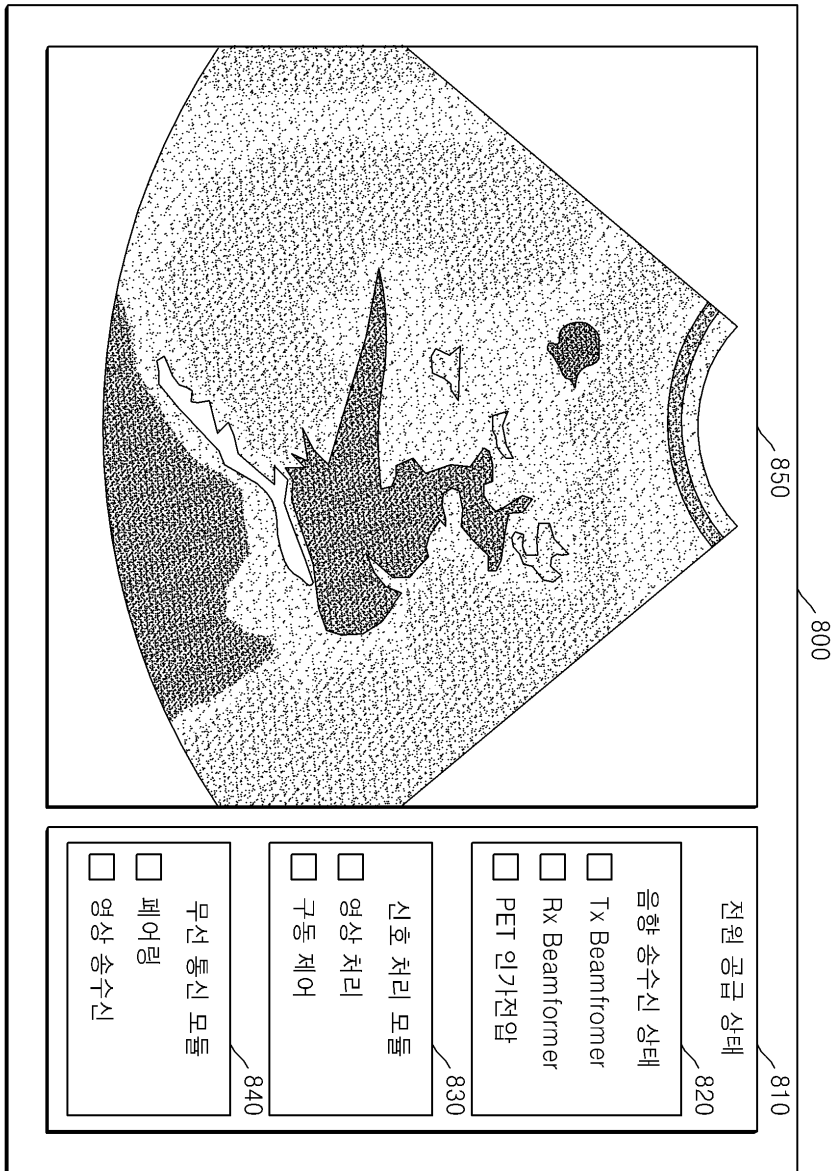 800
850
810
전원 공급 상태
820
음향 송수신 상태
Tx Beamfromer
Rx Beamformer
PET 인가전압
830
신호 처리 모듈
영상 처리
구동 제어
840
무선 통신 모듈
페어링
영상 송수신